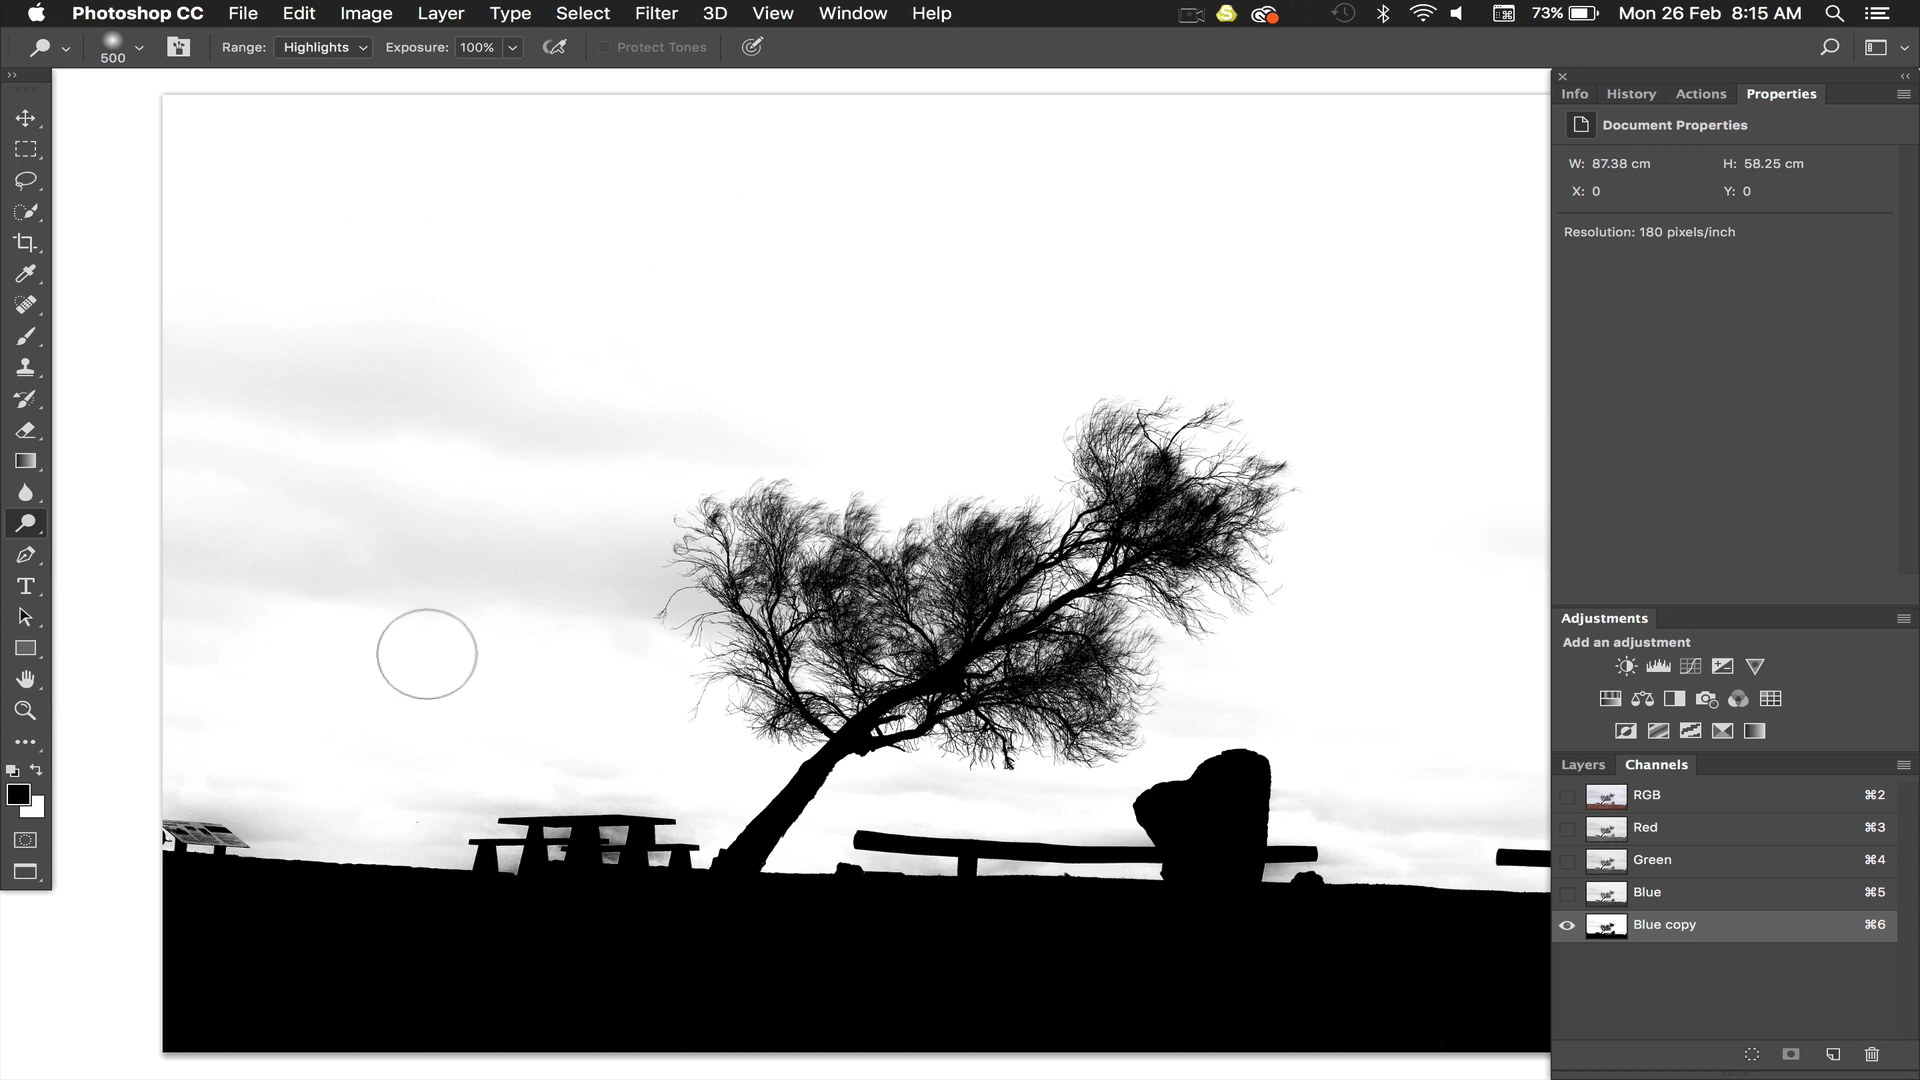 Photoshop CC File Edit Image Layer Type Select Filter 3D View Window Help 73% Mon 26 Feb 8:15 AM
500 Range: Highlights Exposure: 100% Protect Tones
Info History Actions Properties
Document Properties
W: 87.38 cm H: 58.25 cm
X: 0 Y: 0
Resolution: 180 pixels/inch
Adjustments
Add an adjustment
Layers Channels
RGB ⌘2
Red ⌘3
Green ⌘4
Blue ⌘5
Blue copy ⌘6